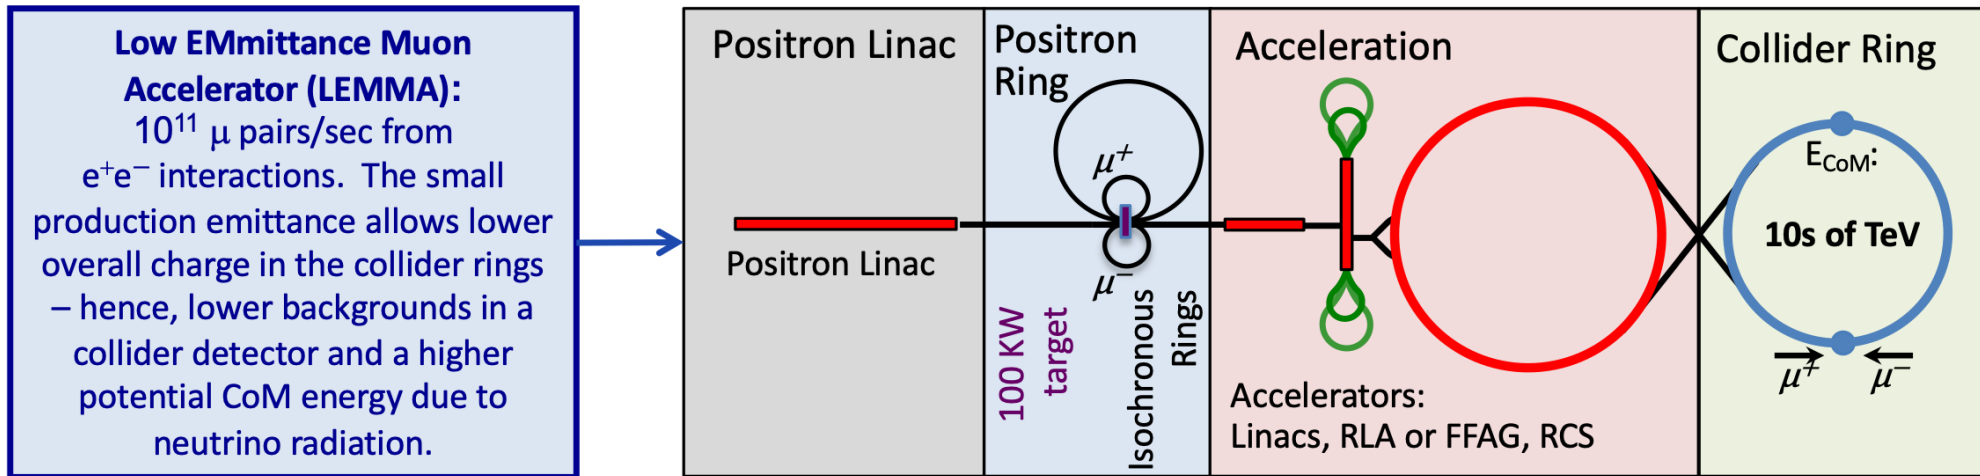 Low EMmittance Muon
Accelerator (LEMMA):
10¹¹ μ pairs/sec from
e⁺e⁻ interactions. The small
production emittance allows lower
overall charge in the collider rings
– hence, lower backgrounds in a
collider detector and a higher
potential CoM energy due to
neutrino radiation.
Positron Linac
Positron Linac
Positron
Ring
μ⁺
μ⁻
100 KW
target
Isochronous
Rings
Acceleration
Accelerators:
Linacs, RLA or FFAG, RCS
Collider Ring
E_CoM:
10s of TeV
μ⁺ μ⁻